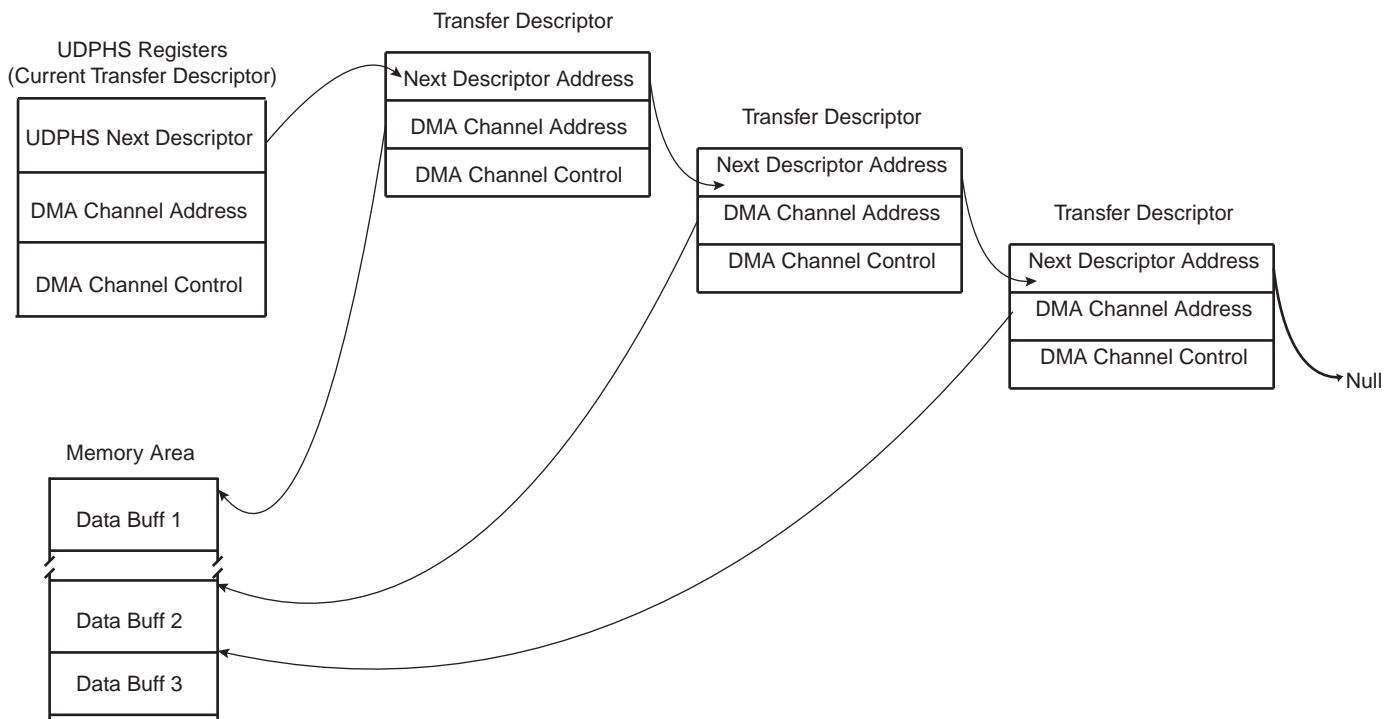 UDPHS Registers
(Current Transfer Descriptor)
UDPHS Next Descriptor
DMA Channel Address
DMA Channel Control
Transfer Descriptor
Next Descriptor Address
DMA Channel Address
DMA Channel Control
Transfer Descriptor
Next Descriptor Address
DMA Channel Address
DMA Channel Control
Transfer Descriptor
Next Descriptor Address
DMA Channel Address
DMA Channel Control
Null
Memory Area
Data Buff 1
Data Buff 2
Data Buff 3